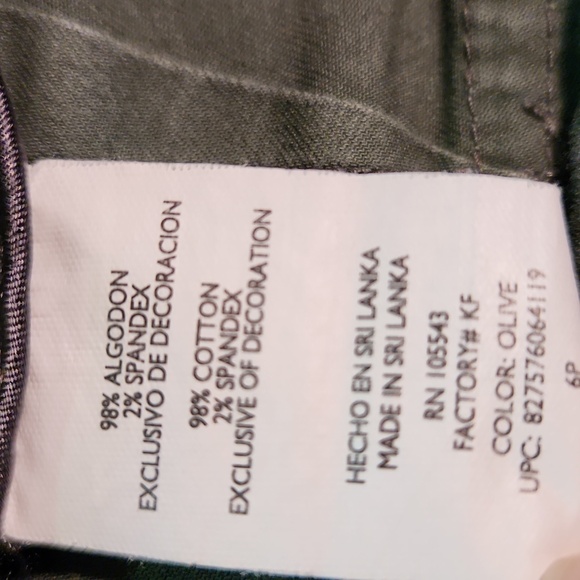 98% ALGODON
2% SPANDEX
EXCLUSIVO DE DECORACION
98% COTTON
2% SPANDEX
EXCLUSIVE OF DECORATION
HECHO EN SRI LANKA
MADE IN SRI LANKA
RN 105543
FACTORY# KF
COLOR: OLIVE
UPC: 827576064119
6P